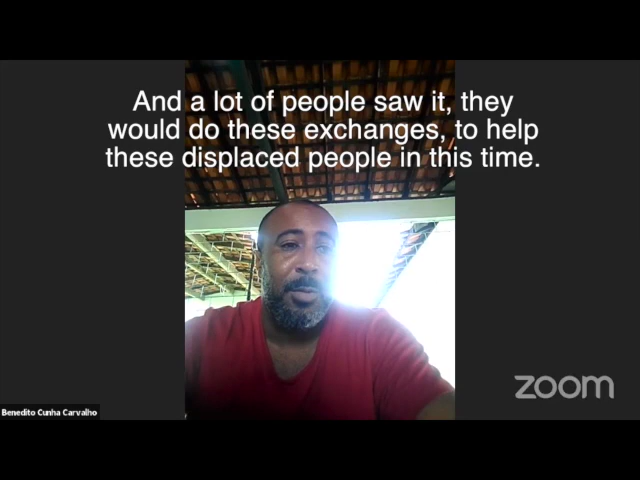 And a lot of people saw it, they
would do these exchanges, to help
these displaced people in this time.
Benedito Cunha Carvalho
zoom